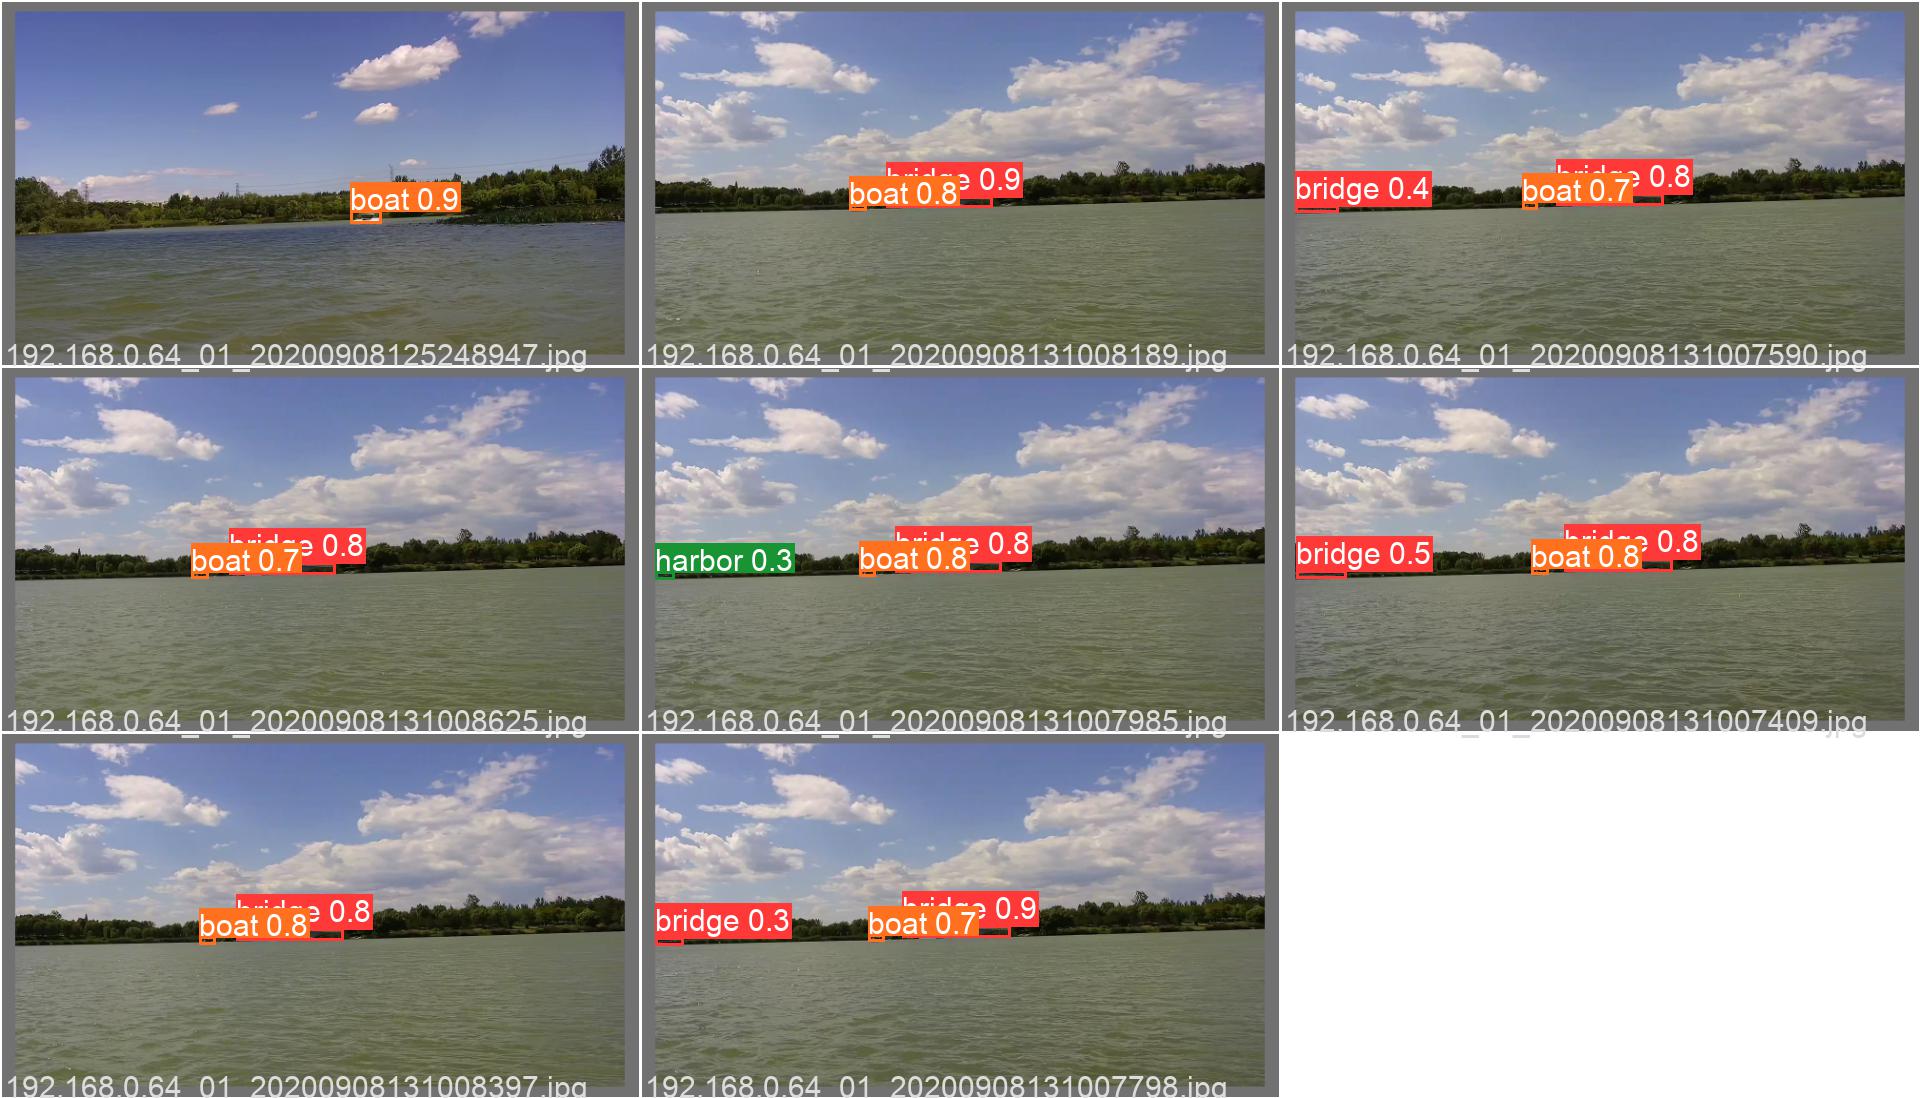 boat 0.9
192.168.0.64_01_20200908125248947.jpg
bridge 0.9
boat 0.8
192.168.0.64_01_20200908131008189.jpg
bridge 0.8
bridge 0.4
boat 0.7
192.168.0.64_01_20200908131007590.jpg
bridge 0.8
boat 0.7
192.168.0.64_01_20200908131008625.jpg
bridge 0.8
harbor 0.3
boat 0.8
192.168.0.64_01_20200908131007985.jpg
bridge 0.8
bridge 0.5
boat 0.8
192.168.0.64_01_20200908131007409.jpg
bridge 0.8
boat 0.8
192.168.0.64_01_20200908131008397.jpg
bridge 0.9
bridge 0.3
boat 0.7
192.168.0.64_01_20200908131007798.jpg